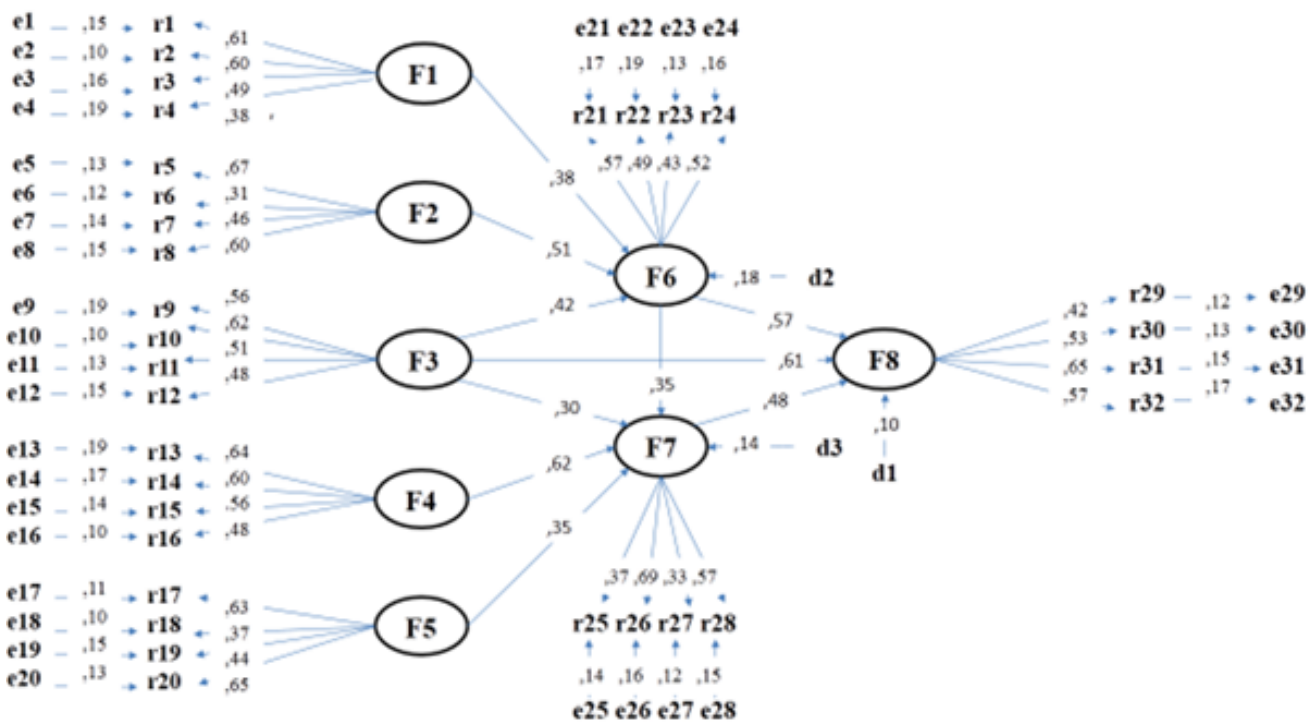 e1 ,15 r1 ,61
e2 ,10 r2 ,60
e3 ,16 r3 ,49
e4 ,19 r4 ,38
F1
e21 e22 e23 e24
,17 ,19 ,13 ,16
r21 r22 r23 r24
,57 ,49 ,43 ,52
,38
e5 ,13 r5 ,67
e6 ,12 r6 ,31
e7 ,14 r7 ,46
e8 ,15 r8 ,60
F2
,51
F6
,18 d2
e9 ,19 r9 ,56
e10 ,10 r10 ,62
e11 ,13 r11 ,51
e12 ,15 r12 ,48
F3
,42
,57
,61
F8
,30
,35
,48
,42 r29 ,12 e29
,53 r30 ,13 e30
,65 r31 ,15 e31
,57 r32 ,17 e32
,10
d1
e13 ,19 r13 ,64
e14 ,17 r14 ,60
e15 ,14 r15 ,56
e16 ,10 r16 ,48
F4
,62
F7
,14 d3
,35
e17 ,11 r17 ,63
e18 ,10 r18 ,37
e19 ,15 r19 ,44
e20 ,13 r20 ,65
F5
,37 ,69 ,33 ,57
r25 r26 r27 r28
,14 ,16 ,12 ,15
e25 e26 e27 e28